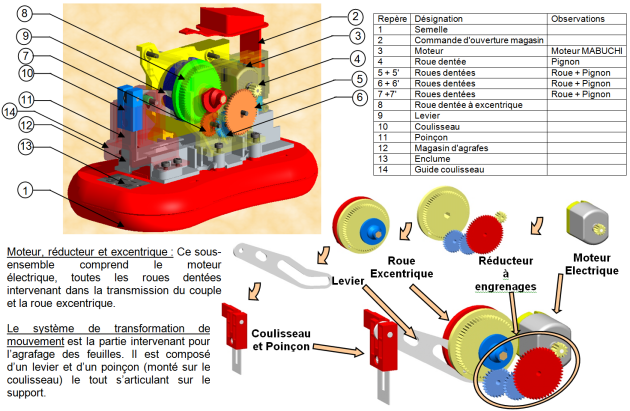 8
9
7
10
11
14
12
13
1
2
3
4
5
6
Repère Désignation Observations
1 Semelle
2 Commande d'ouverture magasin
3 Moteur Moteur MABUCHI
4 Roue dentée Pignon
5 + 5' Roues dentées Roue + Pignon
6 + 6' Roues dentées Roue + Pignon
7 +7' Roues dentées Roue + Pignon
8 Roue dentée à excentrique
9 Levier
10 Coulisseau
11 Poinçon
12 Magasin d'agrafes
13 Enclume
14 Guide coulisseau
Moteur, réducteur et excentrique : Ce sous-
ensemble comprend le moteur
électrique, toutes les roues dentées
intervenant dans la transmission du couple
et la roue excentrique.
Le système de transformation de
mouvement est la partie intervenant pour
l'agrafage des feuilles. Il est composé
d'un levier et d'un poinçon (monté sur le
coulisseau) le tout s'articulant sur le
support.
Levier
Roue
Excentrique
Réducteur
à
engrenages
Moteur
Electrique
Coulisseau
et Poinçon